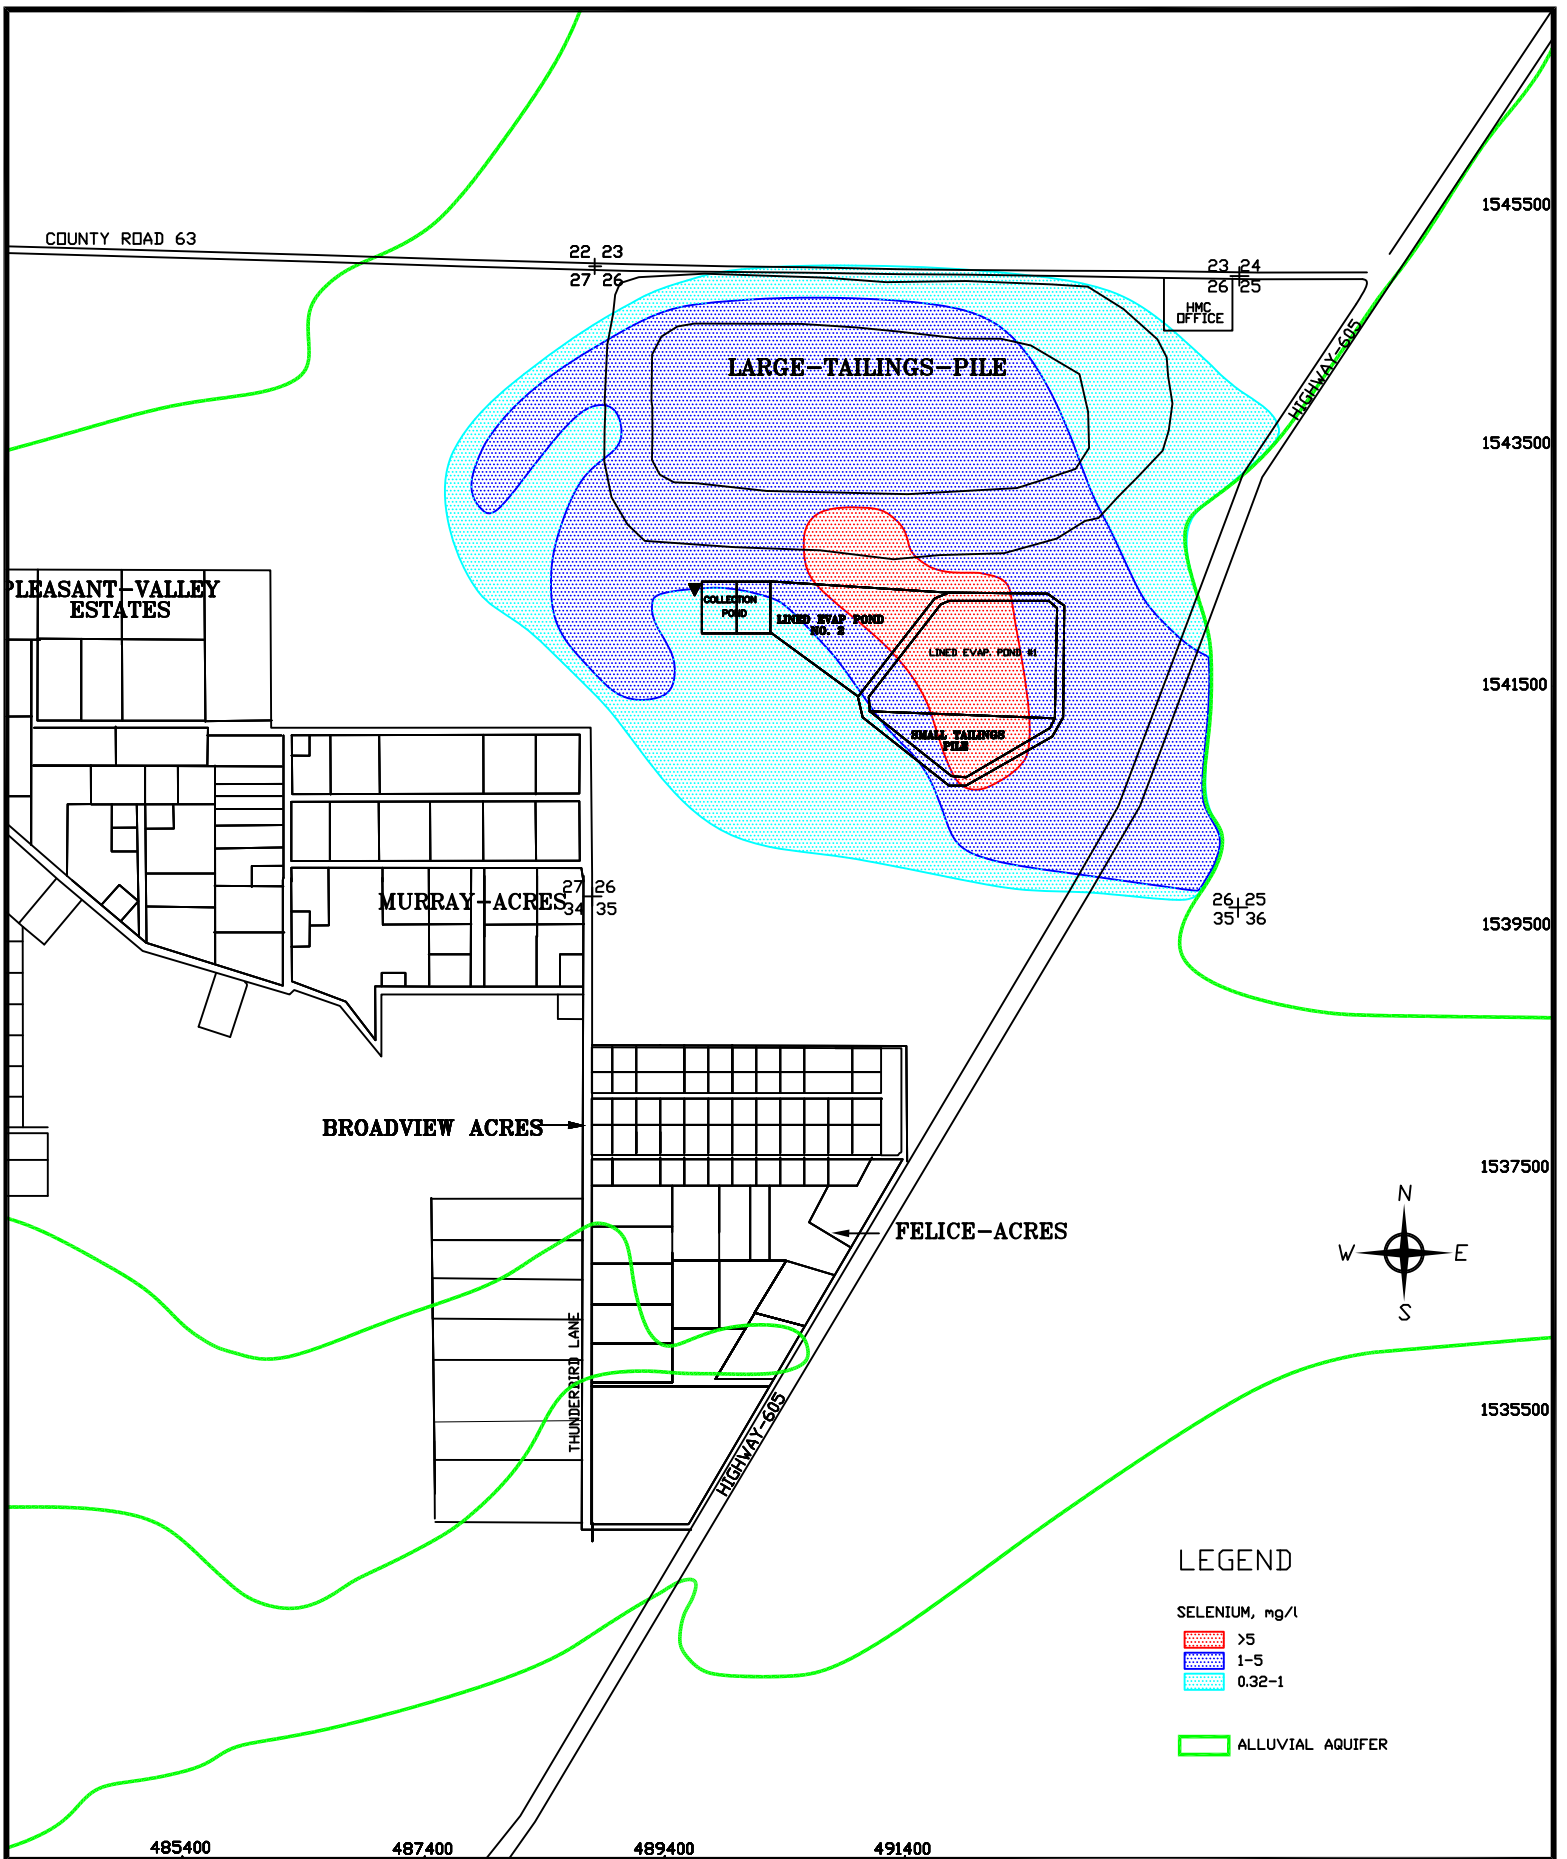 1545500
COUNTY ROAD 63
22 23
27 26
23 24
26 25
HMC
OFFICE
HIGHWAY-605
LARGE-TAILINGS-PILE
1543500
PLEASANT-VALLEY
ESTATES
COLLECTION
POND
LINED EVAP POND
NO. 2
LINED EVAP. POND #1
1541500
SMALL TAILINGS
PILE
MURRAY-ACRES
27 26
34 35
26 25
35 36
1539500
BROADVIEW ACRES
1537500
FELICE-ACRES
N
W E
S
THUNDERBIRD LANE
HIGHWAY-605
1535500
LEGEND
SELENIUM, mg/l
>5
1-5
0.32-1
ALLUVIAL AQUIFER
485400
487400
489400
491400